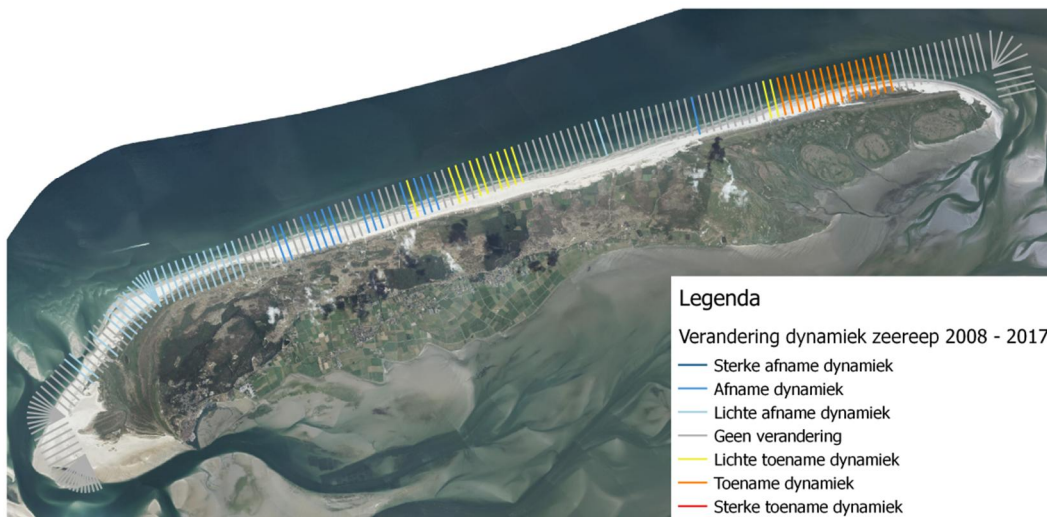 Legenda
Verandering dynamiek zeereep 2008 - 2017
Sterke afname dynamiek
Afname dynamiek
Lichte afname dynamiek
Geen verandering
Lichte toename dynamiek
Toename dynamiek
Sterke toename dynamiek